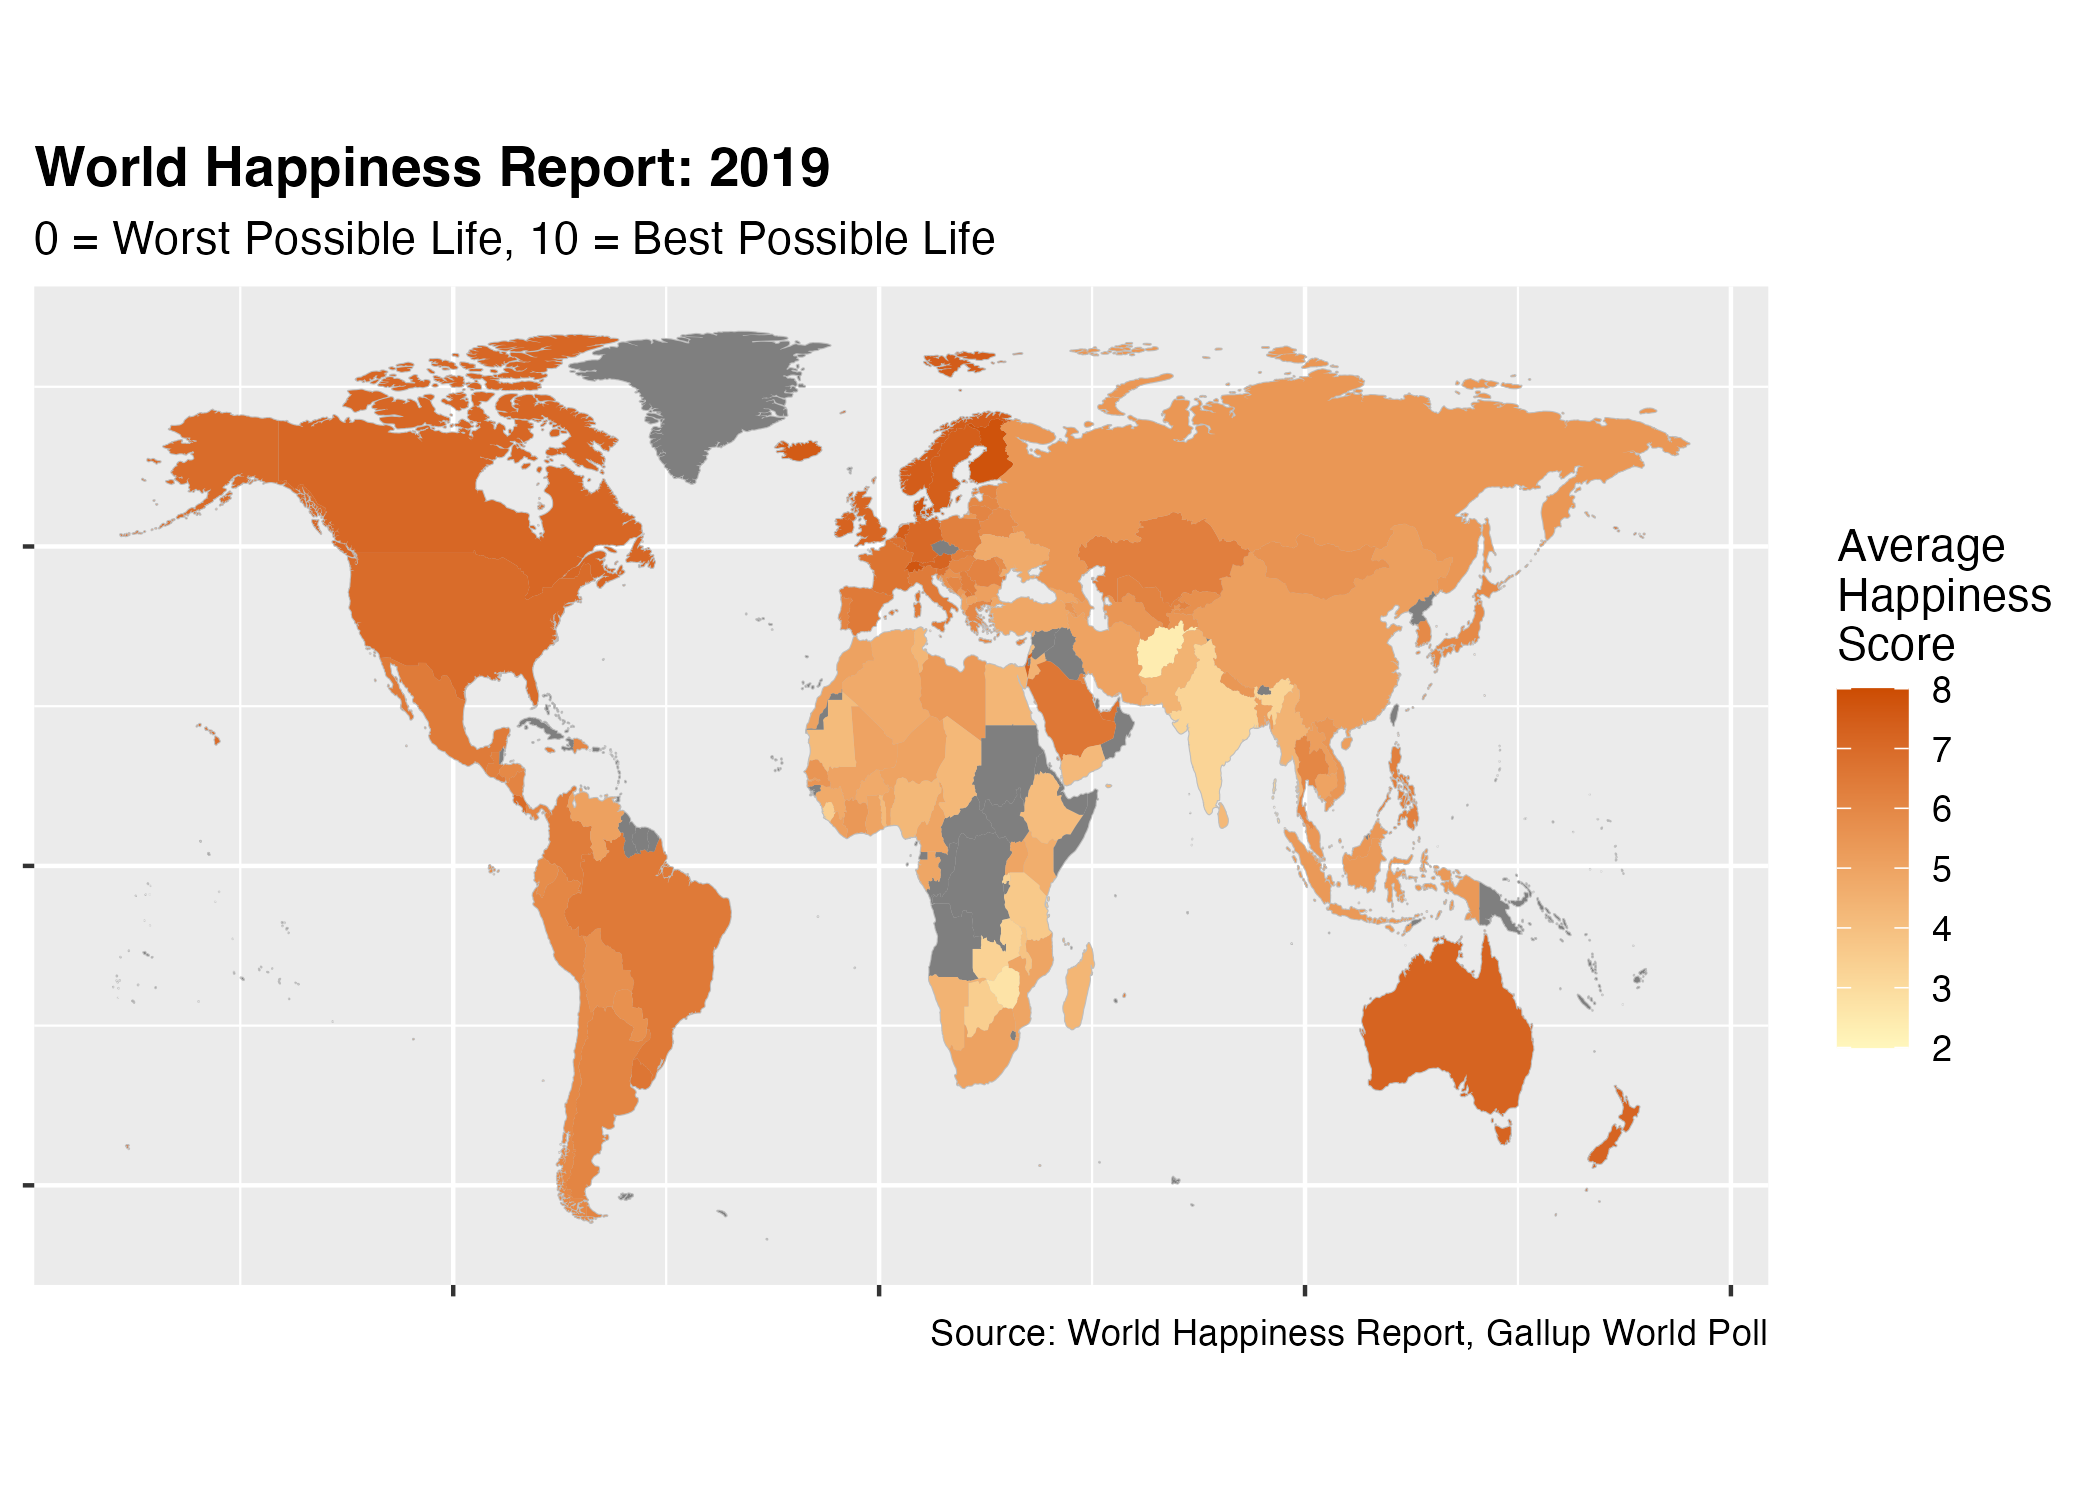 World Happiness Report: 2019
0 = Worst Possible Life, 10 = Best Possible Life
Average
Happiness
Score
8
7
6
5
4
3
2
Source: World Happiness Report, Gallup World Poll